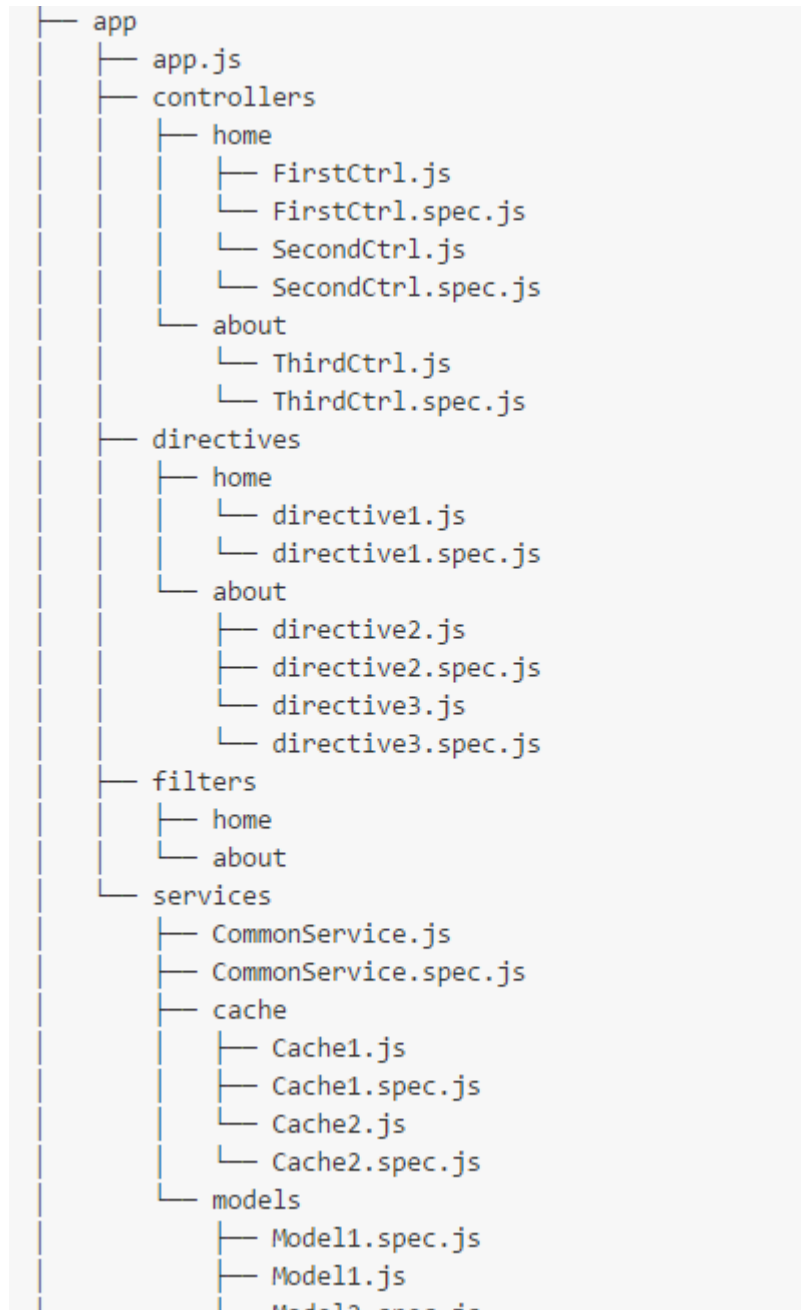 ├── app
│   ├── app.js
│   ├── controllers
│   │   ├── home
│   │   │   ├── FirstCtrl.js
│   │   │   └── FirstCtrl.spec.js
│   │   │   └── SecondCtrl.js
│   │   │   └── SecondCtrl.spec.js
│   │   └── about
│   │       └── ThirdCtrl.js
│   │       └── ThirdCtrl.spec.js
│   ├── directives
│   │   ├── home
│   │   │   └── directive1.js
│   │   │   └── directive1.spec.js
│   │   └── about
│   │       ├── directive2.js
│   │       ├── directive2.spec.js
│   │       └── directive3.js
│   │       └── directive3.spec.js
│   ├── filters
│   │   ├── home
│   │   └── about
│   └── services
│       ├── CommonService.js
│       ├── CommonService.spec.js
│       ├── cache
│       │   ├── Cache1.js
│       │   ├── Cache1.spec.js
│       │   └── Cache2.js
│       │   └── Cache2.spec.js
│       └── models
│           ├── Model1.spec.js
│           ├── Model1.js